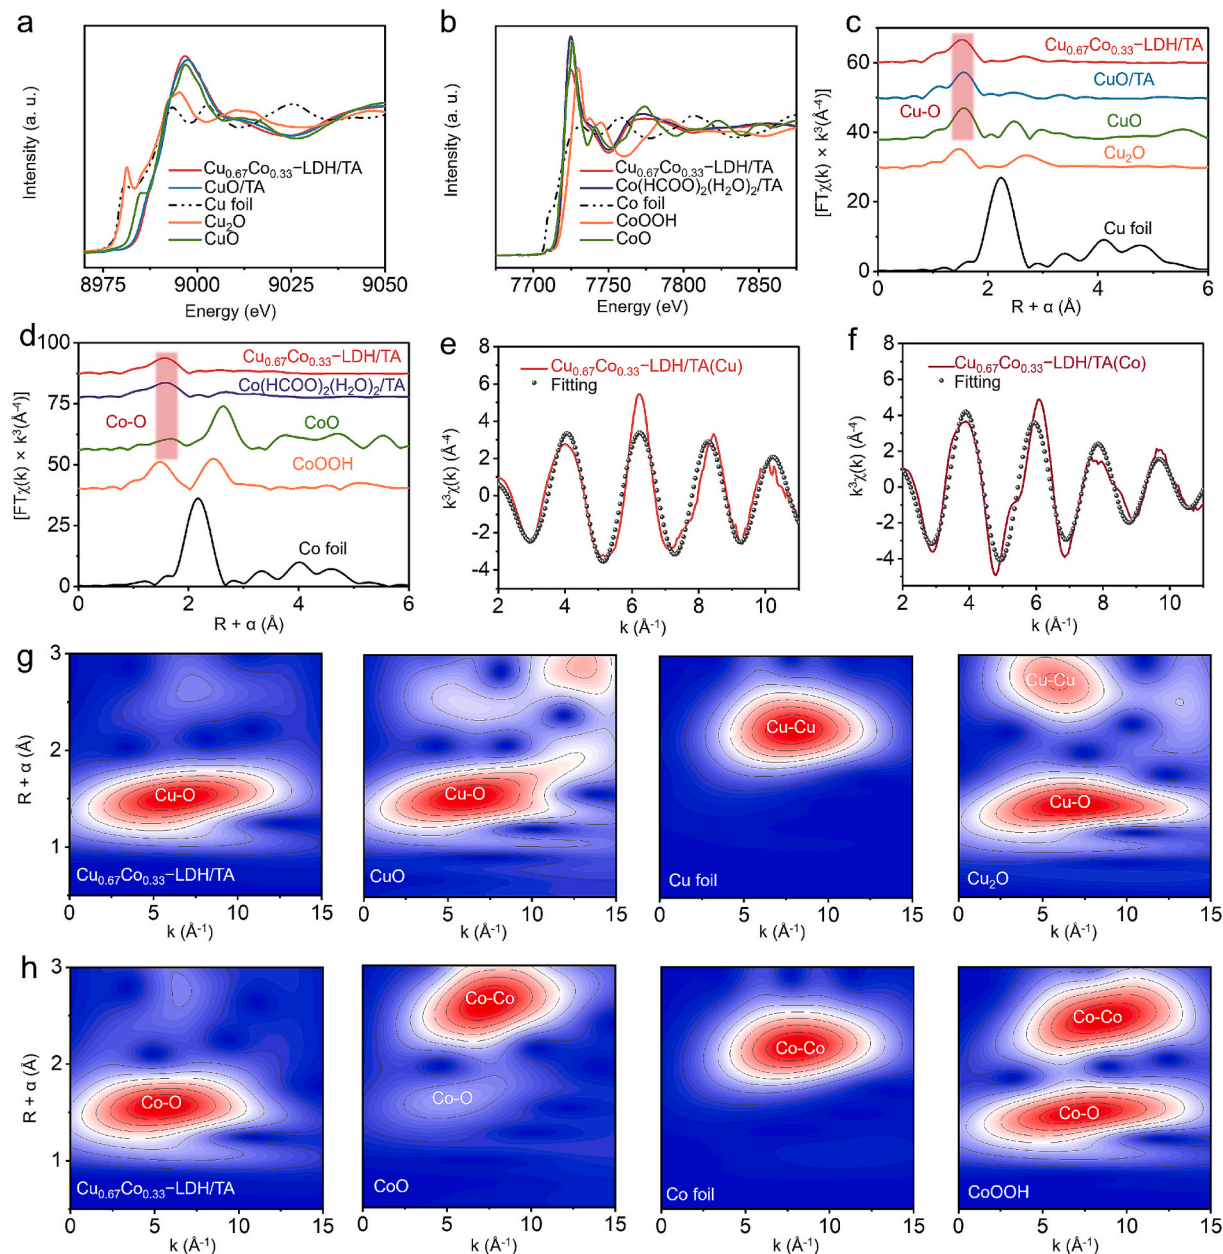 a
Intensity (a. u.)
Cu0.67Co0.33−LDH/TA
CuO/TA
Cu foil
Cu2O
CuO
8975 9000 9025 9050
Energy (eV)
b
Intensity (a. u.)
Cu0.67Co0.33−LDH/TA
Co(HCOO)2(H2O)2/TA
Co foil
CoOOH
CoO
7700 7750 7800 7850
Energy (eV)
c
[FTχ(k) × k3(Å-4)]
60
40
20
0
Cu0.67Co0.33−LDH/TA
CuO/TA
Cu-O
CuO
Cu2O
Cu foil
0 2 4 6
R + α (Å)
d
[FTχ(k) × k3(Å-4)]
100
75
50
25
0
Cu0.67Co0.33−LDH/TA
Co(HCOO)2(H2O)2/TA
Co-O
CoO
CoOOH
Co foil
0 2 4 6
R + α (Å)
e
k3χ(k) (Å-4)
8
6
4
2
0
-2
-4
Cu0.67Co0.33−LDH/TA(Cu)
Fitting
2 4 6 8 10
k (Å-1)
f
k3χ(k) (Å-4)
8
6
4
2
0
-2
-4
Cu0.67Co0.33−LDH/TA(Co)
Fitting
2 4 6 8 10
k (Å-1)
g
R + α (Å)
3
2
1
Cu-O
Cu0.67Co0.33−LDH/TA
0 5 10 15
k (Å-1)
Cu-O
CuO
0 5 10 15
k (Å-1)
Cu-Cu
Cu foil
0 5 10 15
k (Å-1)
Cu-Cu
Cu-O
Cu2O
0 5 10 15
k (Å-1)
h
R + α (Å)
3
2
1
Co-O
Cu0.67Co0.33−LDH/TA
0 5 10 15
k (Å-1)
Co-Co
Co-O
CoO
0 5 10 15
k (Å-1)
Co-Co
Co foil
0 5 10 15
k (Å-1)
Co-Co
Co-O
CoOOH
0 5 10 15
k (Å-1)